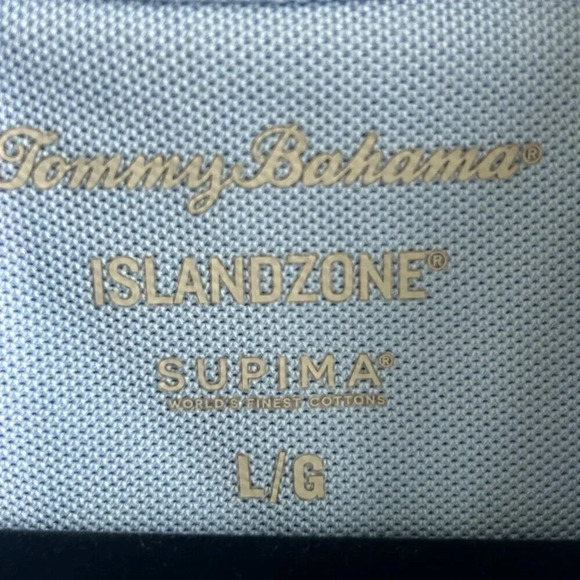 Tommy Bahama®
ISLANDZONE®
SUPIMA®
WORLD'S FINEST COTTONS
L/G